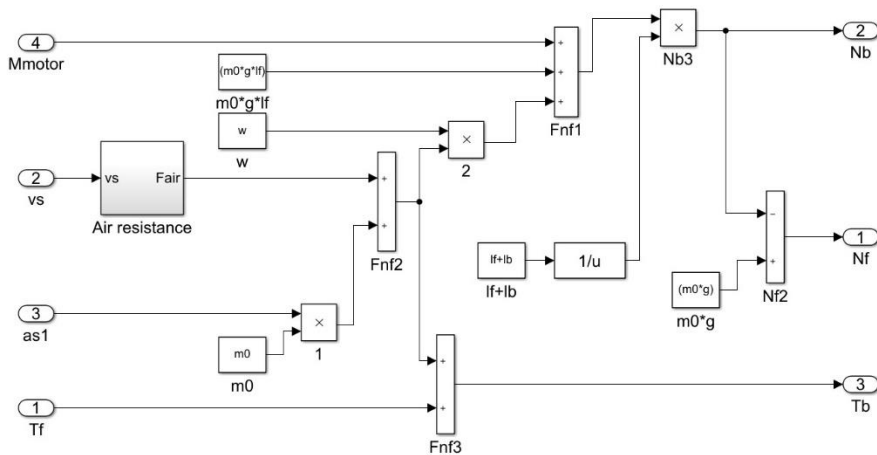 4
Mmotor
(m0*g*lf)
m0*g*lf
w
w
2
vs
vs
Fair
Air resistance
+
+
Fnf2
×
2
+
+
+
Fnf1
×
Nb3
2
Nb
lf+lb
lf+lb
1/u
(m0*g)
m0*g
−
+
Nf2
1
Nf
3
as1
m0
m0
×
1
1
Tf
+
+
Fnf3
3
Tb